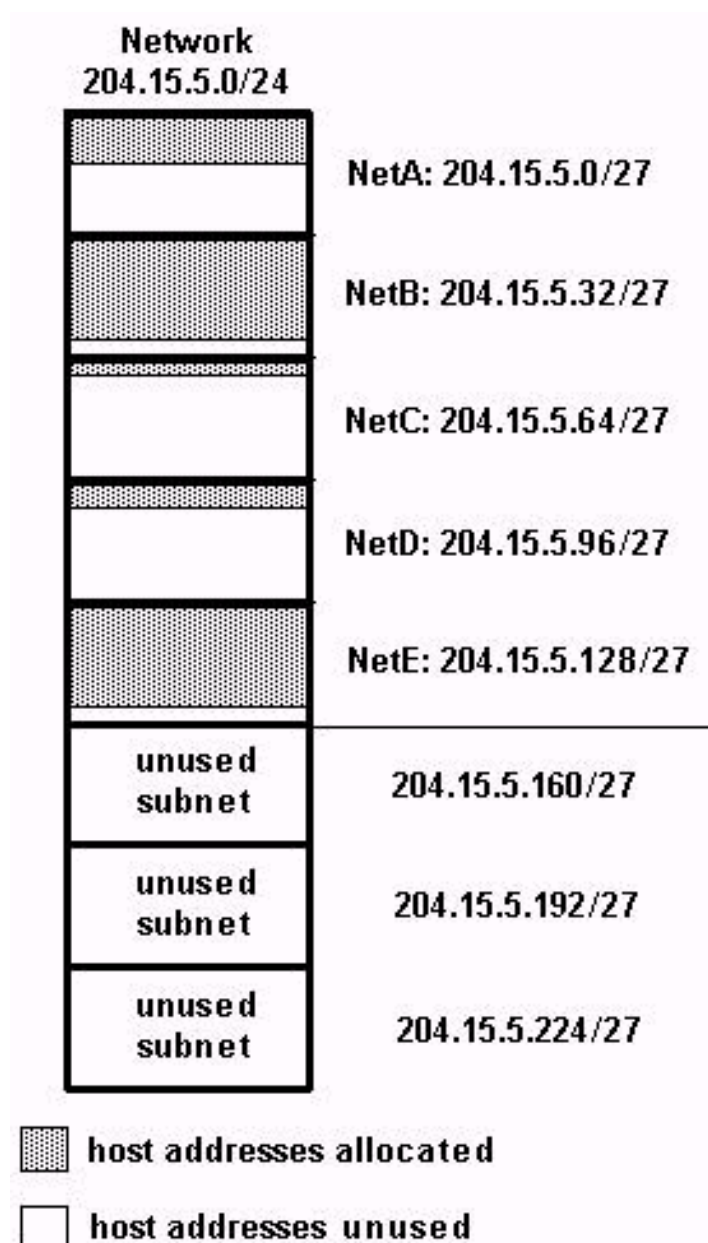 Network
204.15.5.0/24
NetA: 204.15.5.0/27
NetB: 204.15.5.32/27
NetC: 204.15.5.64/27
NetD: 204.15.5.96/27
NetE: 204.15.5.128/27
unused
subnet
204.15.5.160/27
unused
subnet
204.15.5.192/27
unused
subnet
204.15.5.224/27
host addresses allocated
host addresses unused